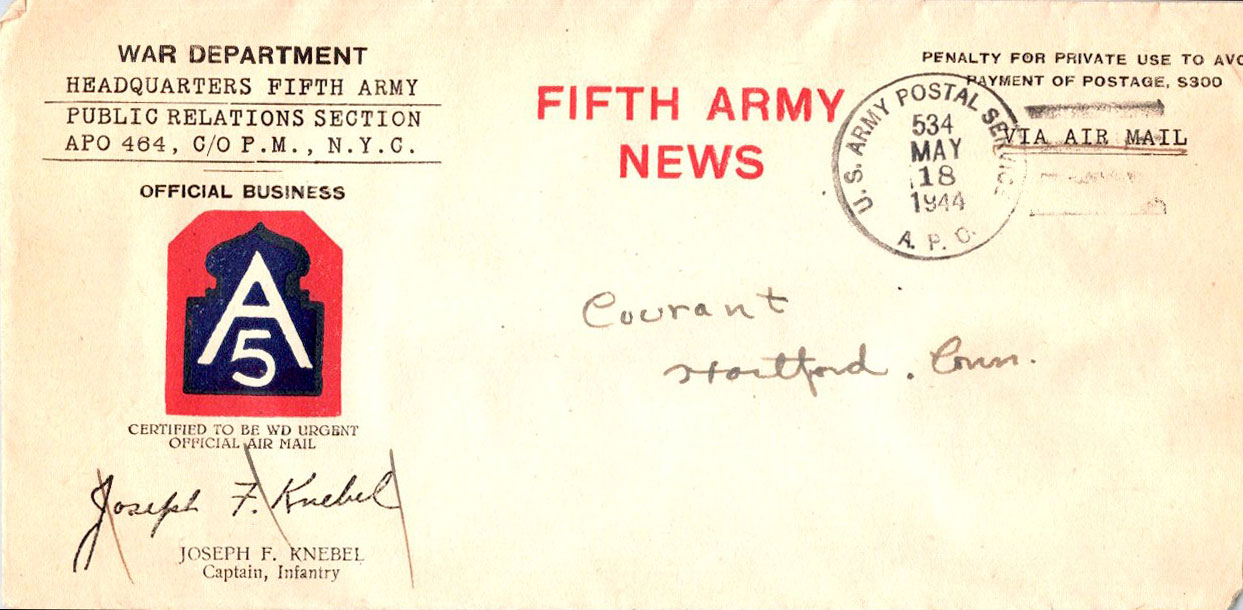 WAR DEPARTMENT
HEADQUARTERS FIFTH ARMY
PUBLIC RELATIONS SECTION
APO 464, C/O P.M., N.Y.C.
OFFICIAL BUSINESS
A
5
CERTIFIED TO BE WD URGENT
OFFICIAL AIR MAIL
Joseph F. Knebel
JOSEPH F. KNEBEL
Captain, Infantry
FIFTH ARMY
NEWS
PENALTY FOR PRIVATE USE TO AVO
PAYMENT OF POSTAGE, $300
VIA AIR MAIL
U. S. ARMY POSTAL SERVICE
534
MAY
18
1944
A. P. O.
Courant
Hartford. Conn.